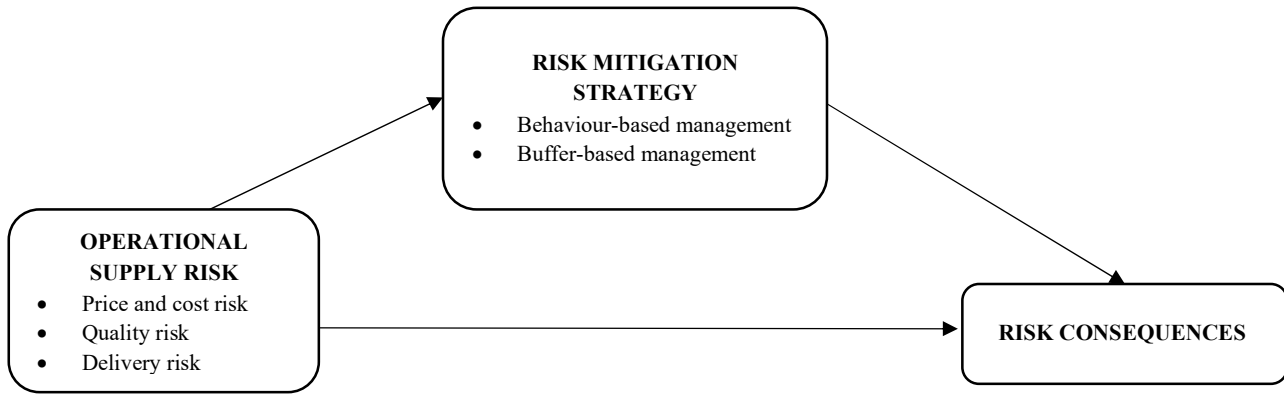 RISK MITIGATION
STRATEGY
• Behaviour-based management
• Buffer-based management
OPERATIONAL
SUPPLY RISK
• Price and cost risk
• Quality risk
• Delivery risk
RISK CONSEQUENCES